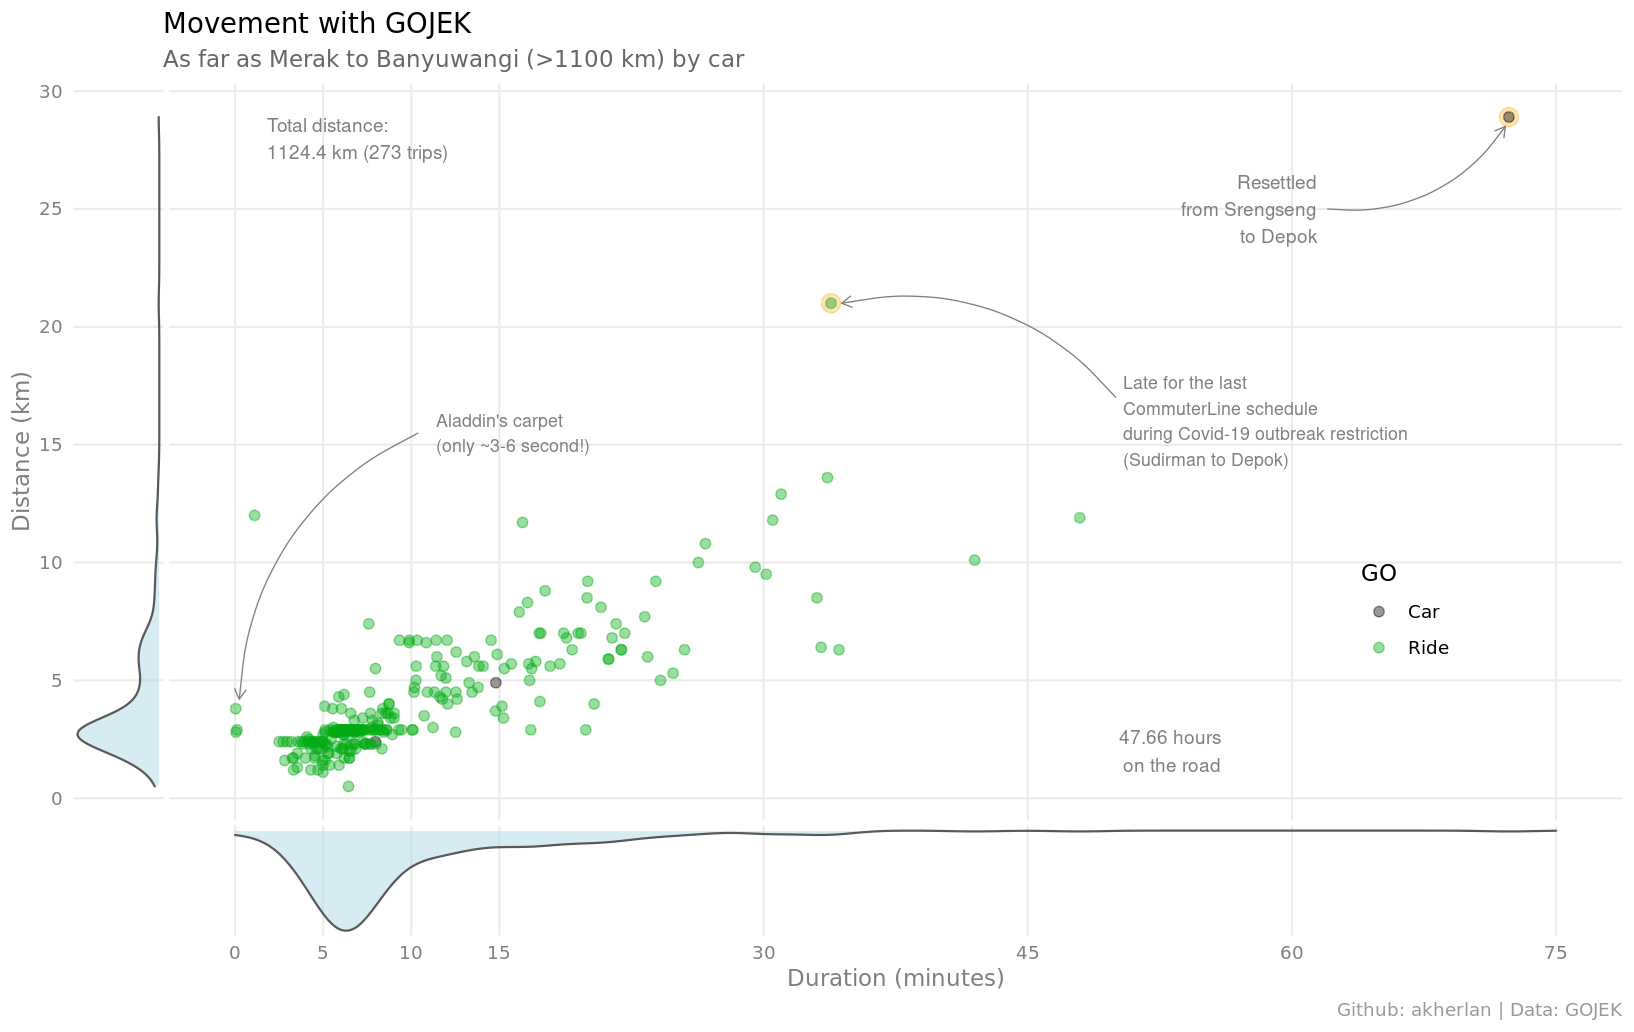 Movement with GOJEK
As far as Merak to Banyuwangi (>1100 km) by car
30
25
20
15
10
5
0
Distance (km)
Total distance:
1124.4 km (273 trips)
Resettled
from Srengseng
to Depok
Late for the last
CommuterLine schedule
during Covid-19 outbreak restriction
(Sudirman to Depok)
Aladdin's carpet
(only ~3-6 second!)
GO
Car
Ride
47.66 hours
on the road
0 5 10 15 30 45 60 75
Duration (minutes)
Github: akherlan | Data: GOJEK